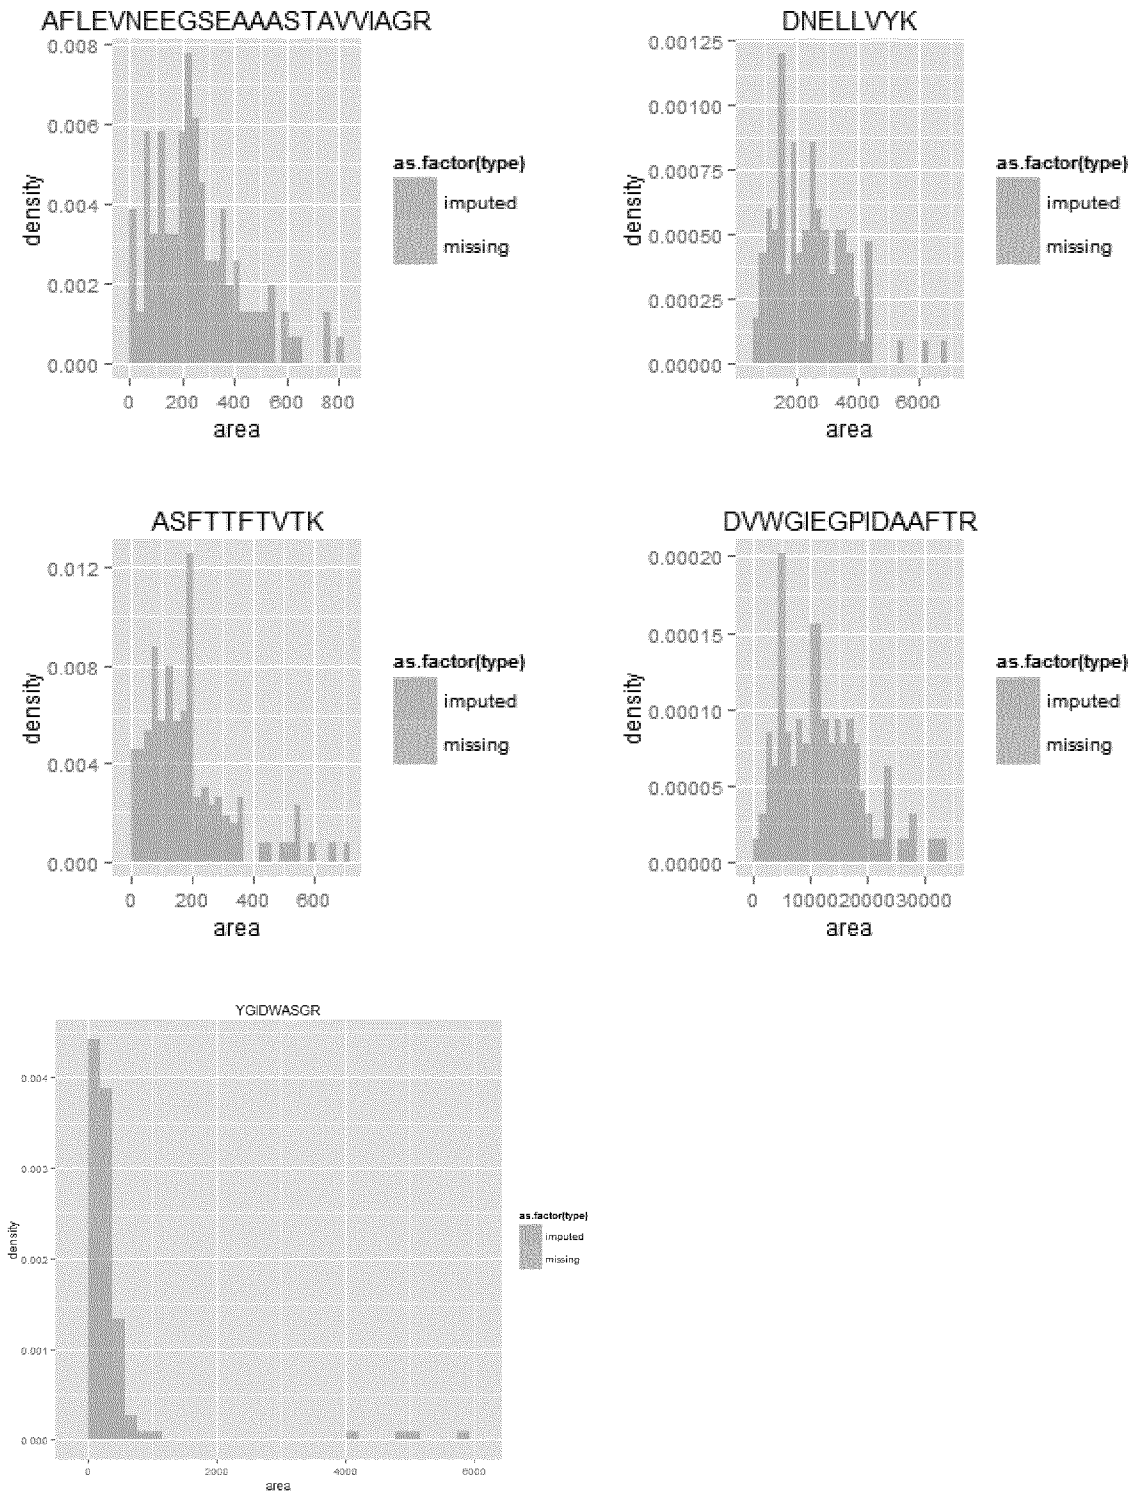 AFLEVNEEGSEAAASTAVVIAGR
0.008
0.006
0.004
0.002
0.000
density
0 200 400 600 800
area
as.factor(type)
imputed
missing
DNELLVYK
0.00125
0.00100
0.00075
0.00050
0.00025
0.00000
density
2000 4000 6000
area
as.factor(type)
imputed
missing
ASFTTFTVTK
0.012
0.008
0.004
0.000
density
0 200 400 600
area
as.factor(type)
imputed
missing
DVWGIEGPIDAAFTR
0.00020
0.00015
0.00010
0.00005
0.00000
density
0 10000 20000 30000
area
as.factor(type)
imputed
missing
YGIDWASGR
0.004
0.003
0.002
0.001
0.000
density
0 2000 4000 6000
area
as.factor(type)
imputed
missing